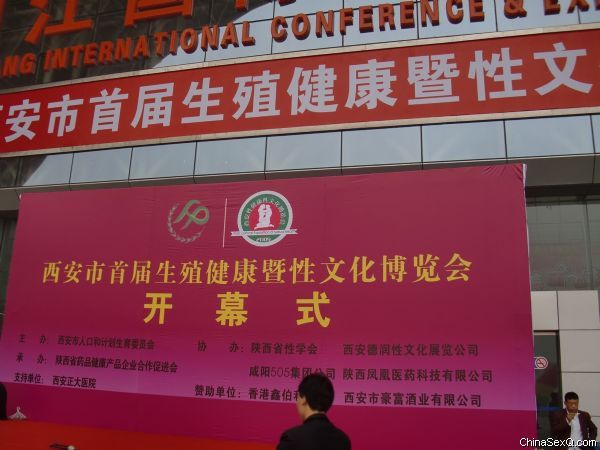 INTERNATIONAL CONFERENCE & E
西安市首届生殖健康暨性文
西安市首届生殖健康暨性文化博览会
开幕式
主办：西安市人口和计划生育委员会
承办：陕西省药品健康产品企业合作促进会
支持单位：西安正大医院
协办：陕西省性学会 西安德润性文化展览公司
咸阳505集团公司 陕西凤凰医药科技有限公司
赞助单位：香港鑫伯 西安市豪富酒业有限公司
ChinaSexQ.com